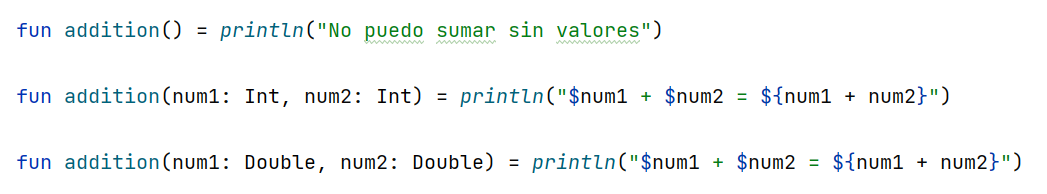 fun addition() = println("No puedo sumar sin valores")
fun addition(num1: Int, num2: Int) = println("$num1 + $num2 = ${num1 + num2}")
fun addition(num1: Double, num2: Double) = println("$num1 + $num2 = ${num1 + num2}")